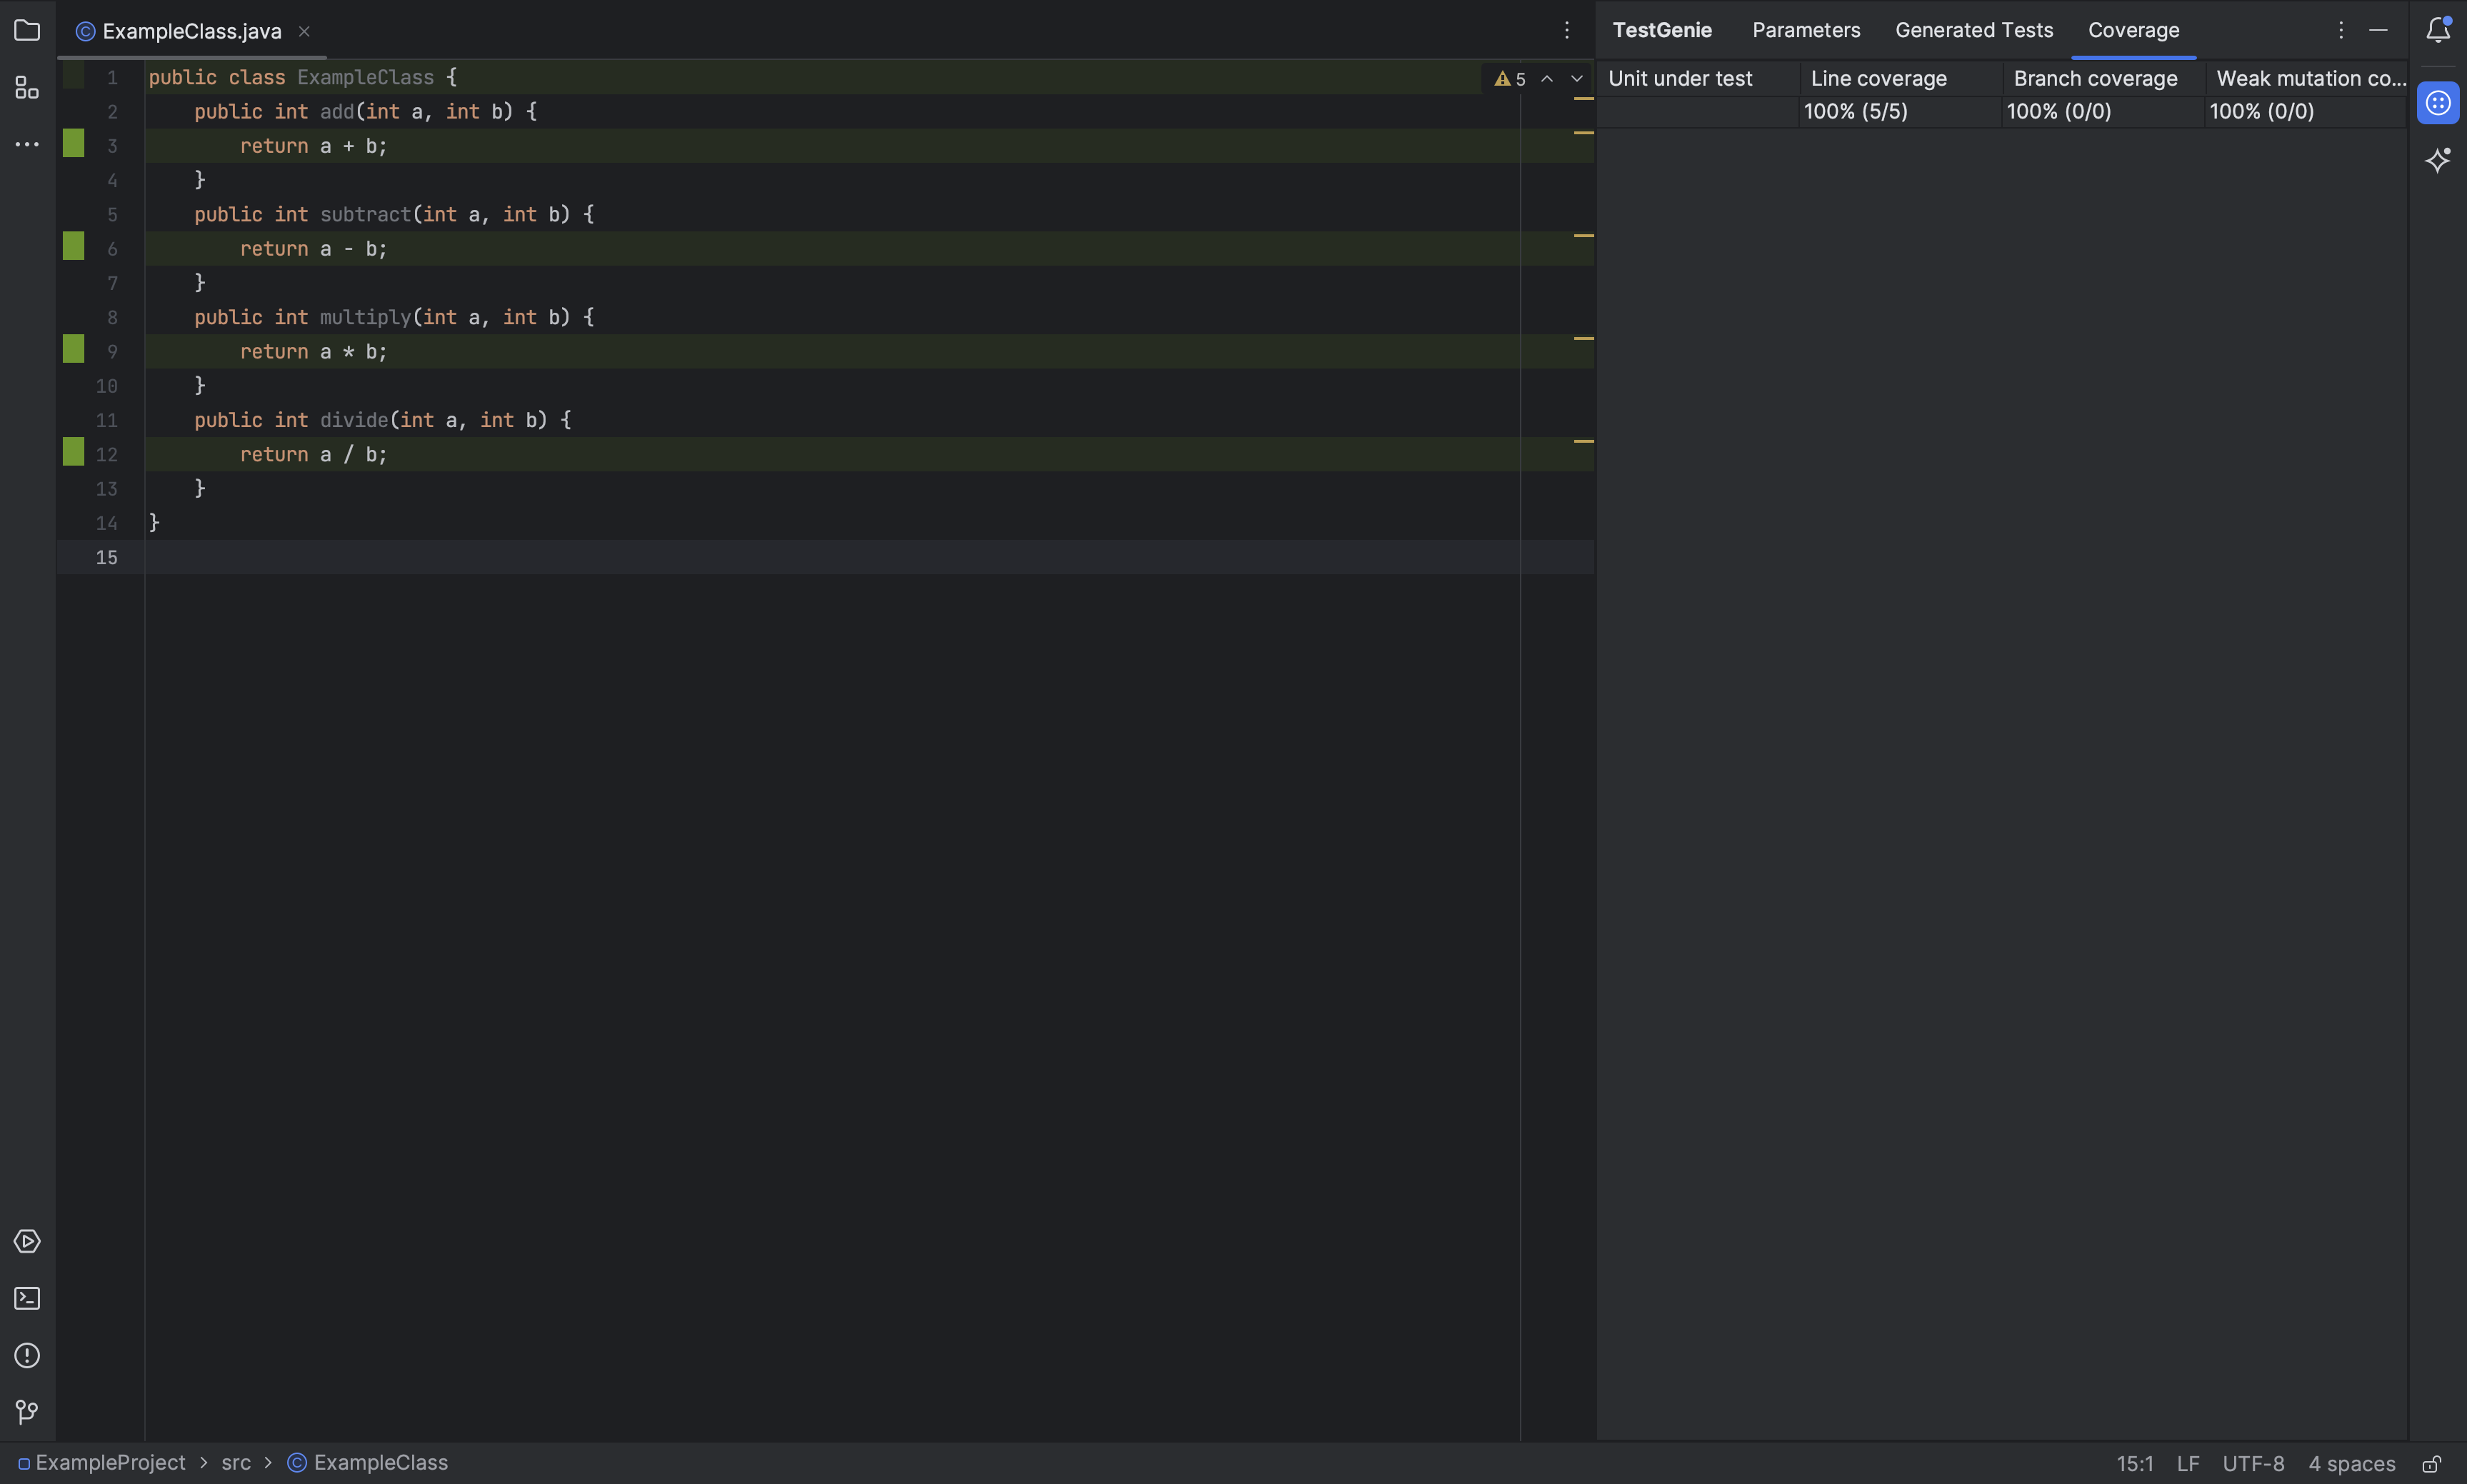 ExampleClass.java
TestGenie Parameters Generated Tests Coverage
1 public class ExampleClass {
5
2 public int add(int a, int b) {
3 return a + b;
4 }
5 public int subtract(int a, int b) {
6 return a - b;
7 }
8 public int multiply(int a, int b) {
9 return a * b;
10 }
11 public int divide(int a, int b) {
12 return a / b;
13 }
14 }
15
Unit under test Line coverage Branch coverage Weak mutation co...
100% (5/5) 100% (0/0) 100% (0/0)
ExampleProject > src > ExampleClass
15:1 LF UTF-8 4 spaces